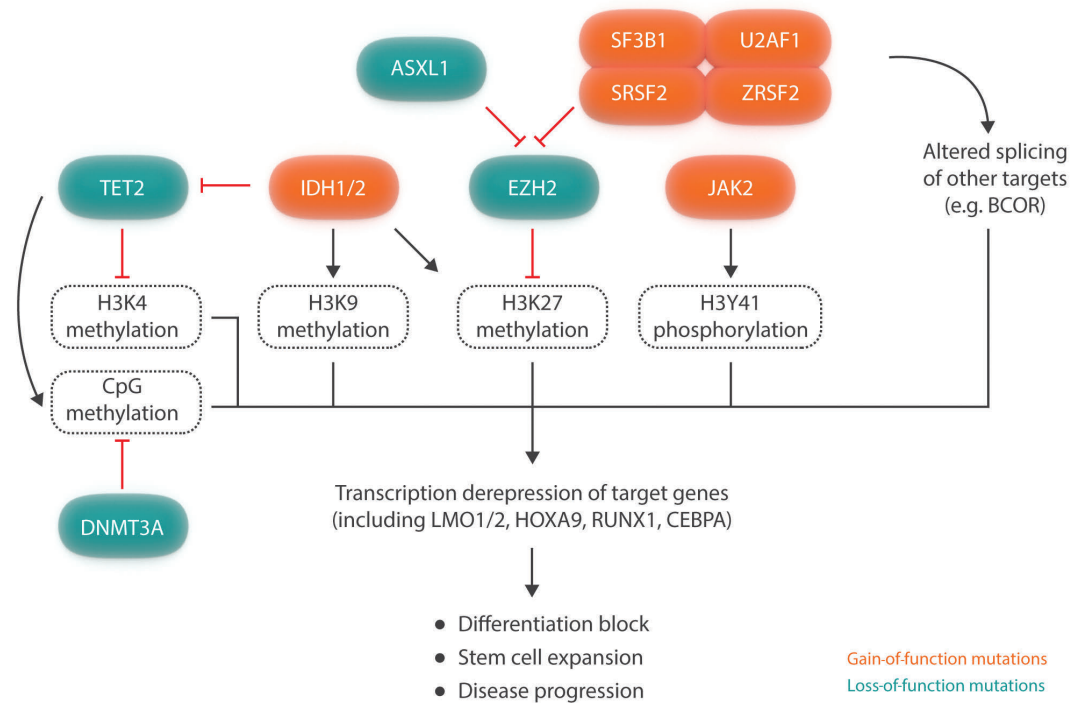 SF3B1
U2AF1
ASXL1
SRSF2
ZRSF2
Altered splicing
of other targets
(e.g. BCOR)
TET2
IDH1/2
EZH2
JAK2
H3K4
methylation
H3K9
methylation
H3K27
methylation
H3Y41
phosphorylation
CpG
methylation
DNMT3A
Transcription derepression of target genes
(including LMO1/2, HOXA9, RUNX1, CEBPA)
● Differentiation block
● Stem cell expansion
● Disease progression
Gain-of-function mutations
Loss-of-function mutations